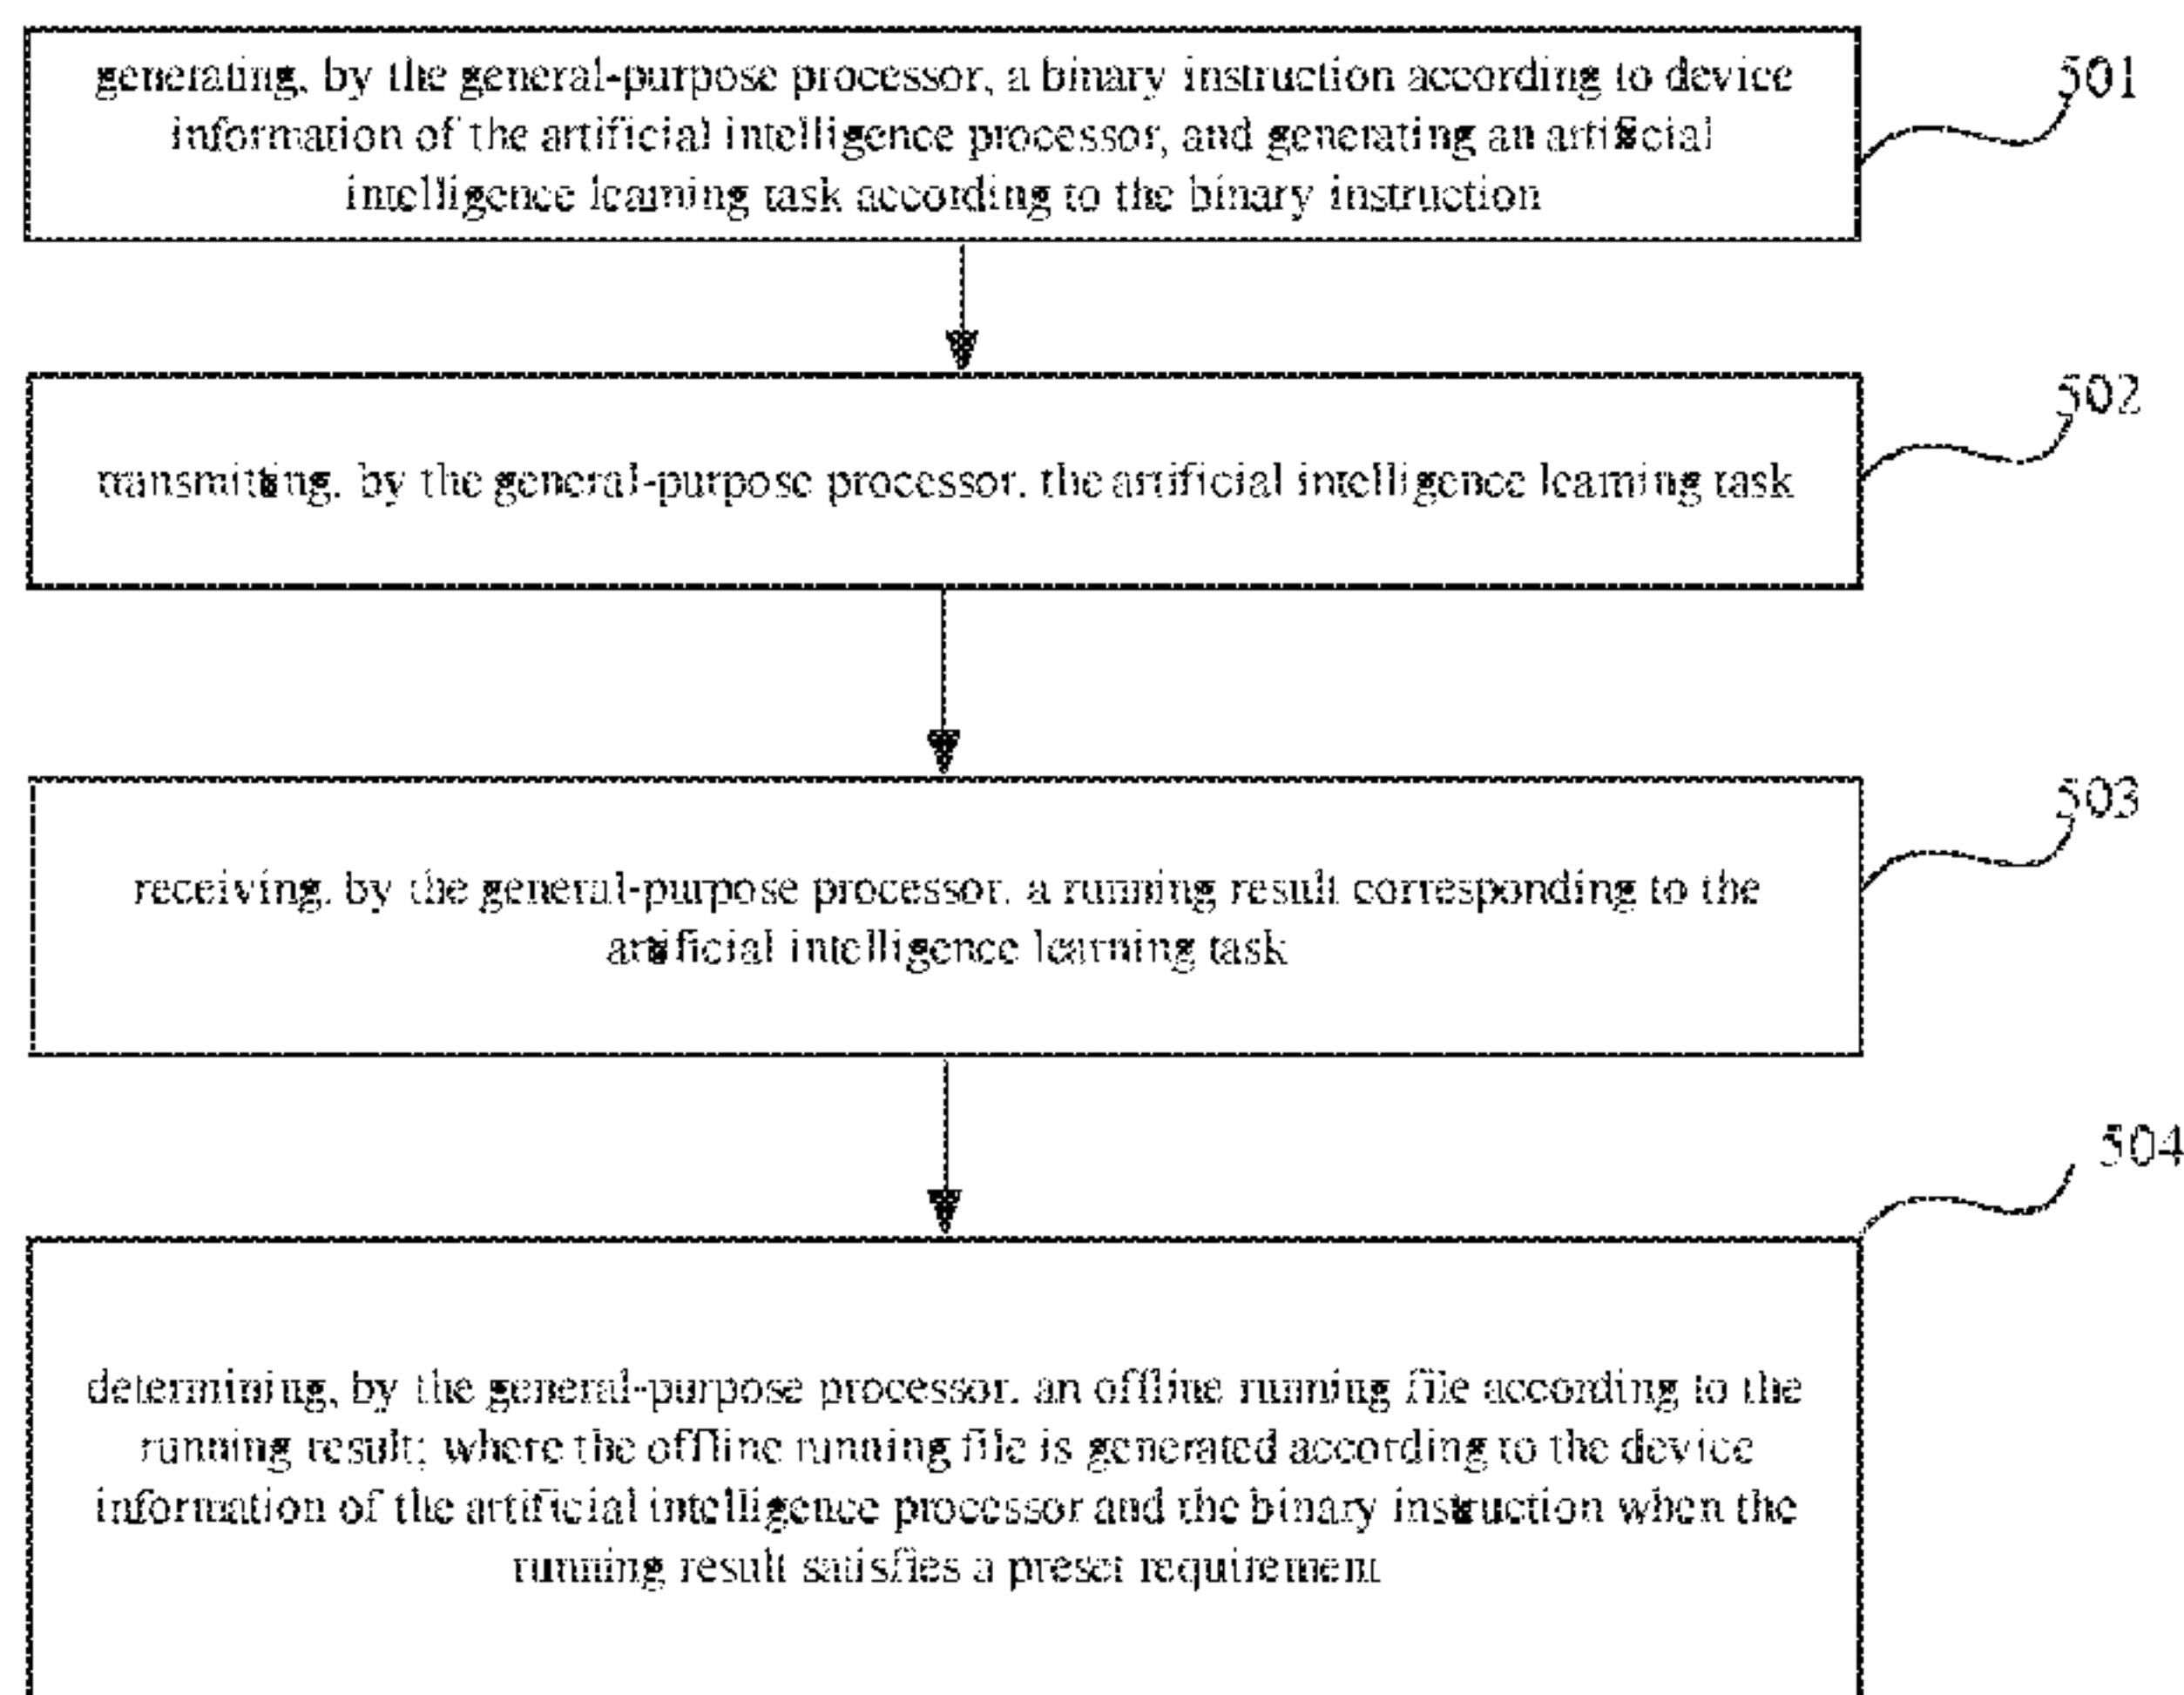 generating, by the general-purpose processor, a binary instruction according to device
information of the artificial intelligence processor, and generating an artificial
intelligence learning task according to the binary instruction
501
transmitting, by the general-purpose processor, the artificial intelligence learning task
502
receiving, by the general-purpose processor, a running result corresponding to the
artificial intelligence learning task
503
determining, by the general-purpose processor, an offline running file according to the
running result; where the offline running file is generated according to the device
information of the artificial intelligence processor and the binary instruction when the
running result satisfies a preset requirement
504